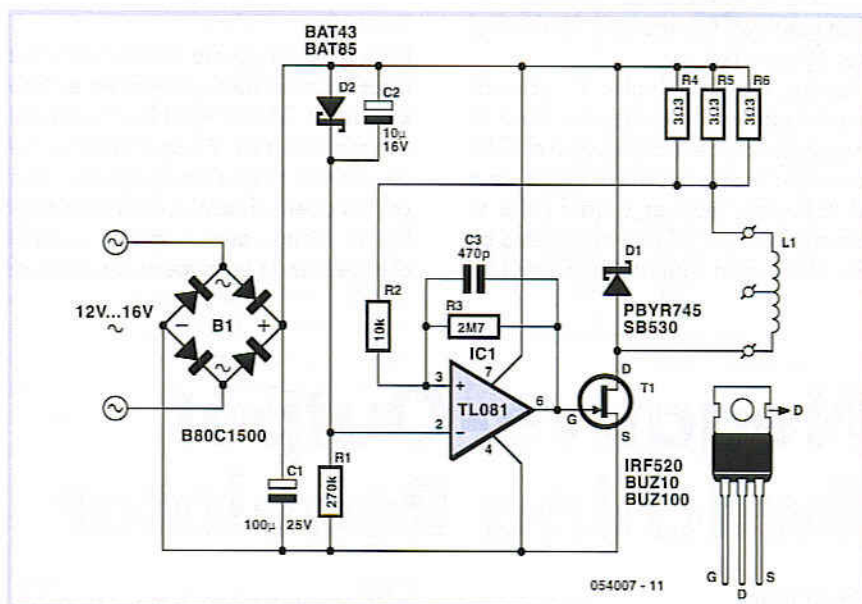 BAT43
BAT85
D2
C2
10µ
16V
R4
R5
R6
3Ω3
3Ω3
3Ω3
L1
C3
470p
D1
R2
10k
R3
2M7
PBYR745
SB530
12V...16V
~
~
~
~
~
B1
−
+
IC1
7
3
+
TL081
6
2
−
4
D
T1
G
S
D
B80C1500
R1
270k
IRF520
BUZ10
BUZ100
C1
100µ 25V
G
D
S
054007 - 11